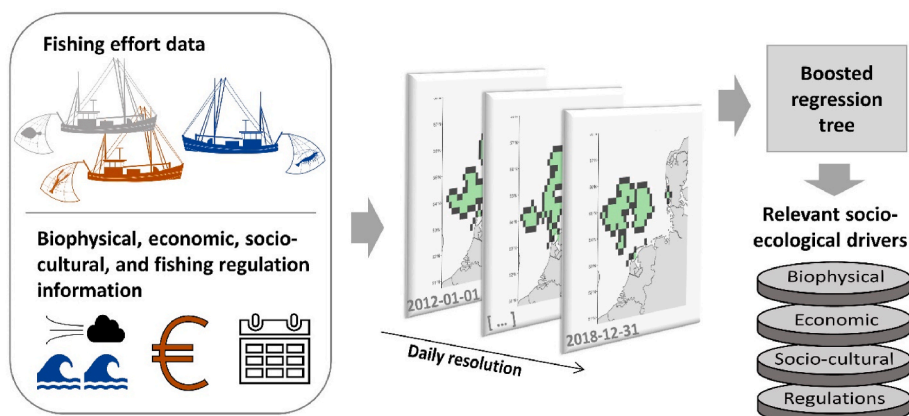 Fishing effort data
Biophysical, economic, socio-
cultural, and fishing regulation
information
2012-01-01
[ ... ]
2018-12-31
Daily resolution
Boosted
regression
tree
Relevant socio-
ecological drivers
Biophysical
Economic
Socio-cultural
Regulations